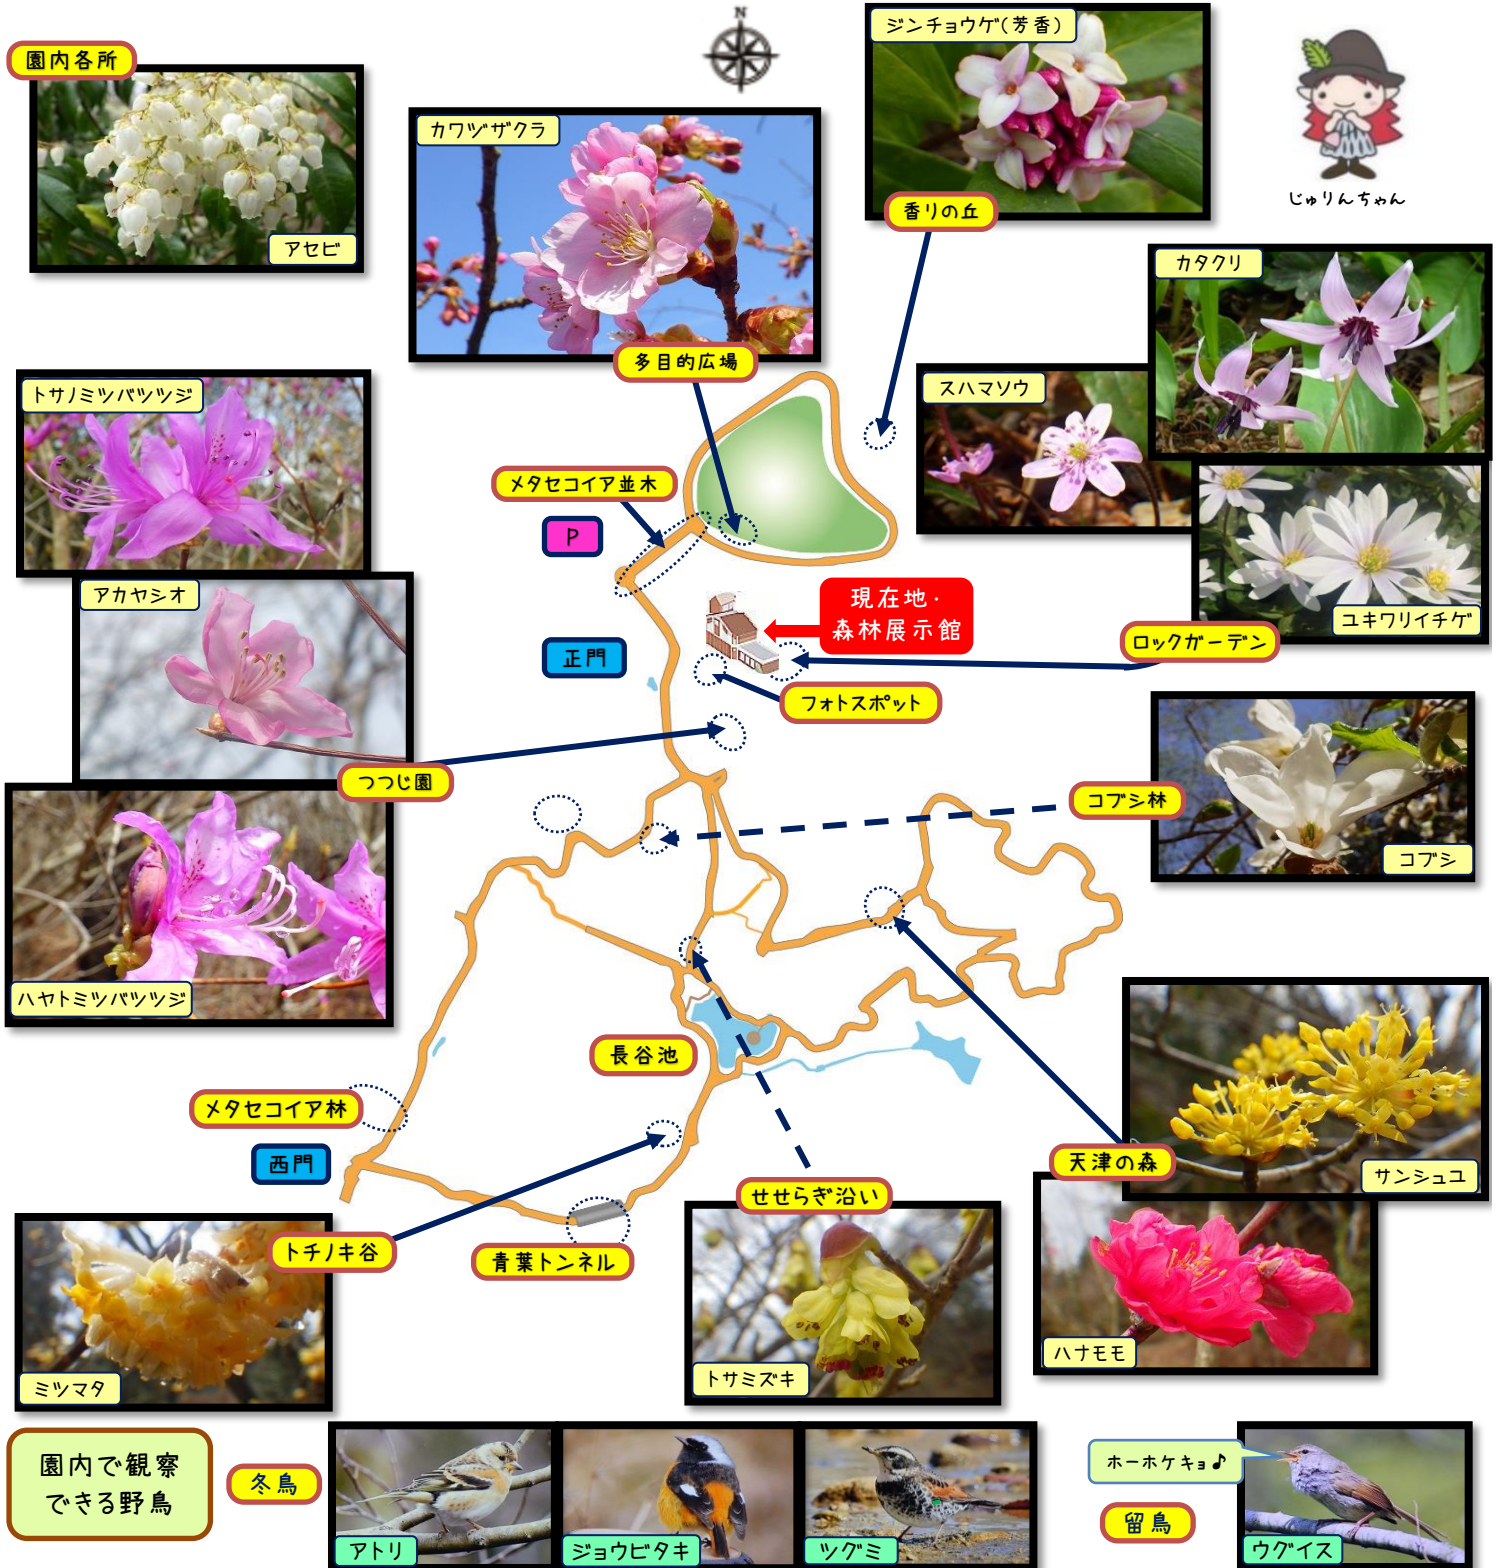 N
園内各所
アセビ
カワヅザクラ
多目的広場
ジンチョウゲ(芳香)
香りの丘
じゅりんちゃん
カタクリ
スハマソウ
ユキワリイチゲ
ロックガーデン
トサノミツバツツジ
アカヤシオ
つつじ園
ハヤトミツバツツジ
メタセコイア並木
P
現在地・
森林展示館
正門
フォトスポット
コブシ林
コブシ
長谷池
メタセコイア林
西門
トチノキ谷
ミツマタ
青葉トンネル
せせらぎ沿い
トサミズキ
天津の森
サンシュユ
ハナモモ
園内で観察
できる野鳥
冬鳥
アトリ
ジョウビタキ
ツグミ
ホーホケキョ♪
留鳥
ウグイス